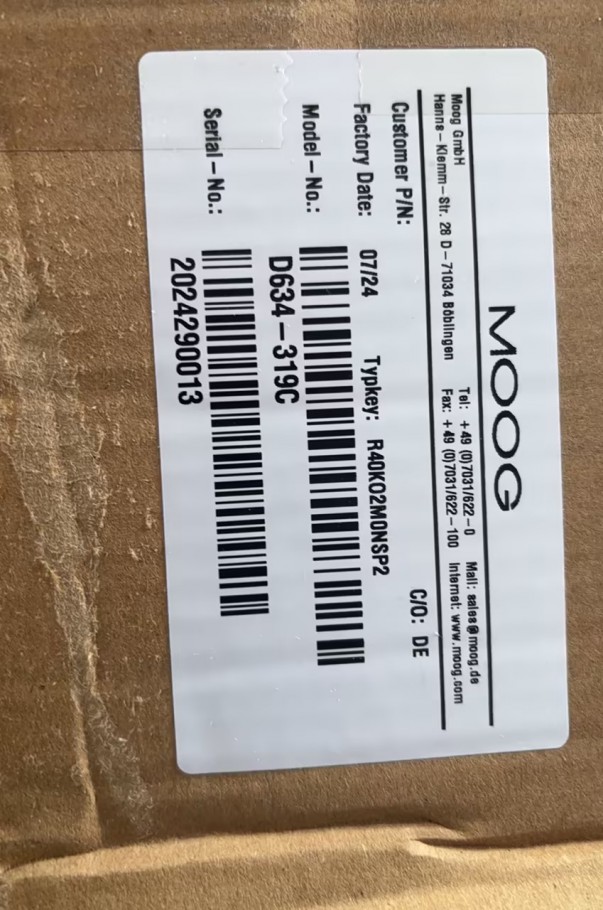 MOOG
Moog GmbH Tel: +49 (0)7031/622-0 Mail: sales@moog.de
Hanns-Klemm-Str. 28 D-71034 Böblingen Fax: +49 (0)7031/622-100 Internet: www.moog.com
Customer P/N: C/O: DE
Factory Date: 07/24 Typkey: R40KO2M0NSP2
Model-No.:
D634-319C
Serial-No.:
2024290013